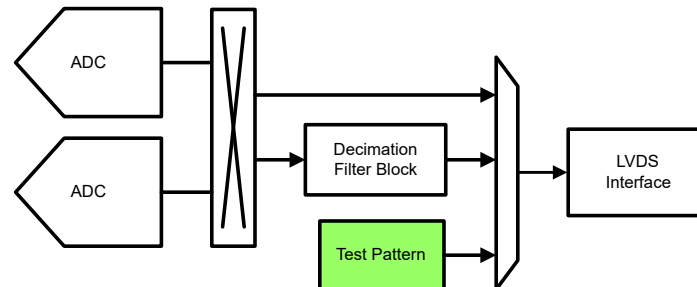 ADC
Decimation
Filter Block
LVDS
Interface
ADC
Test Pattern